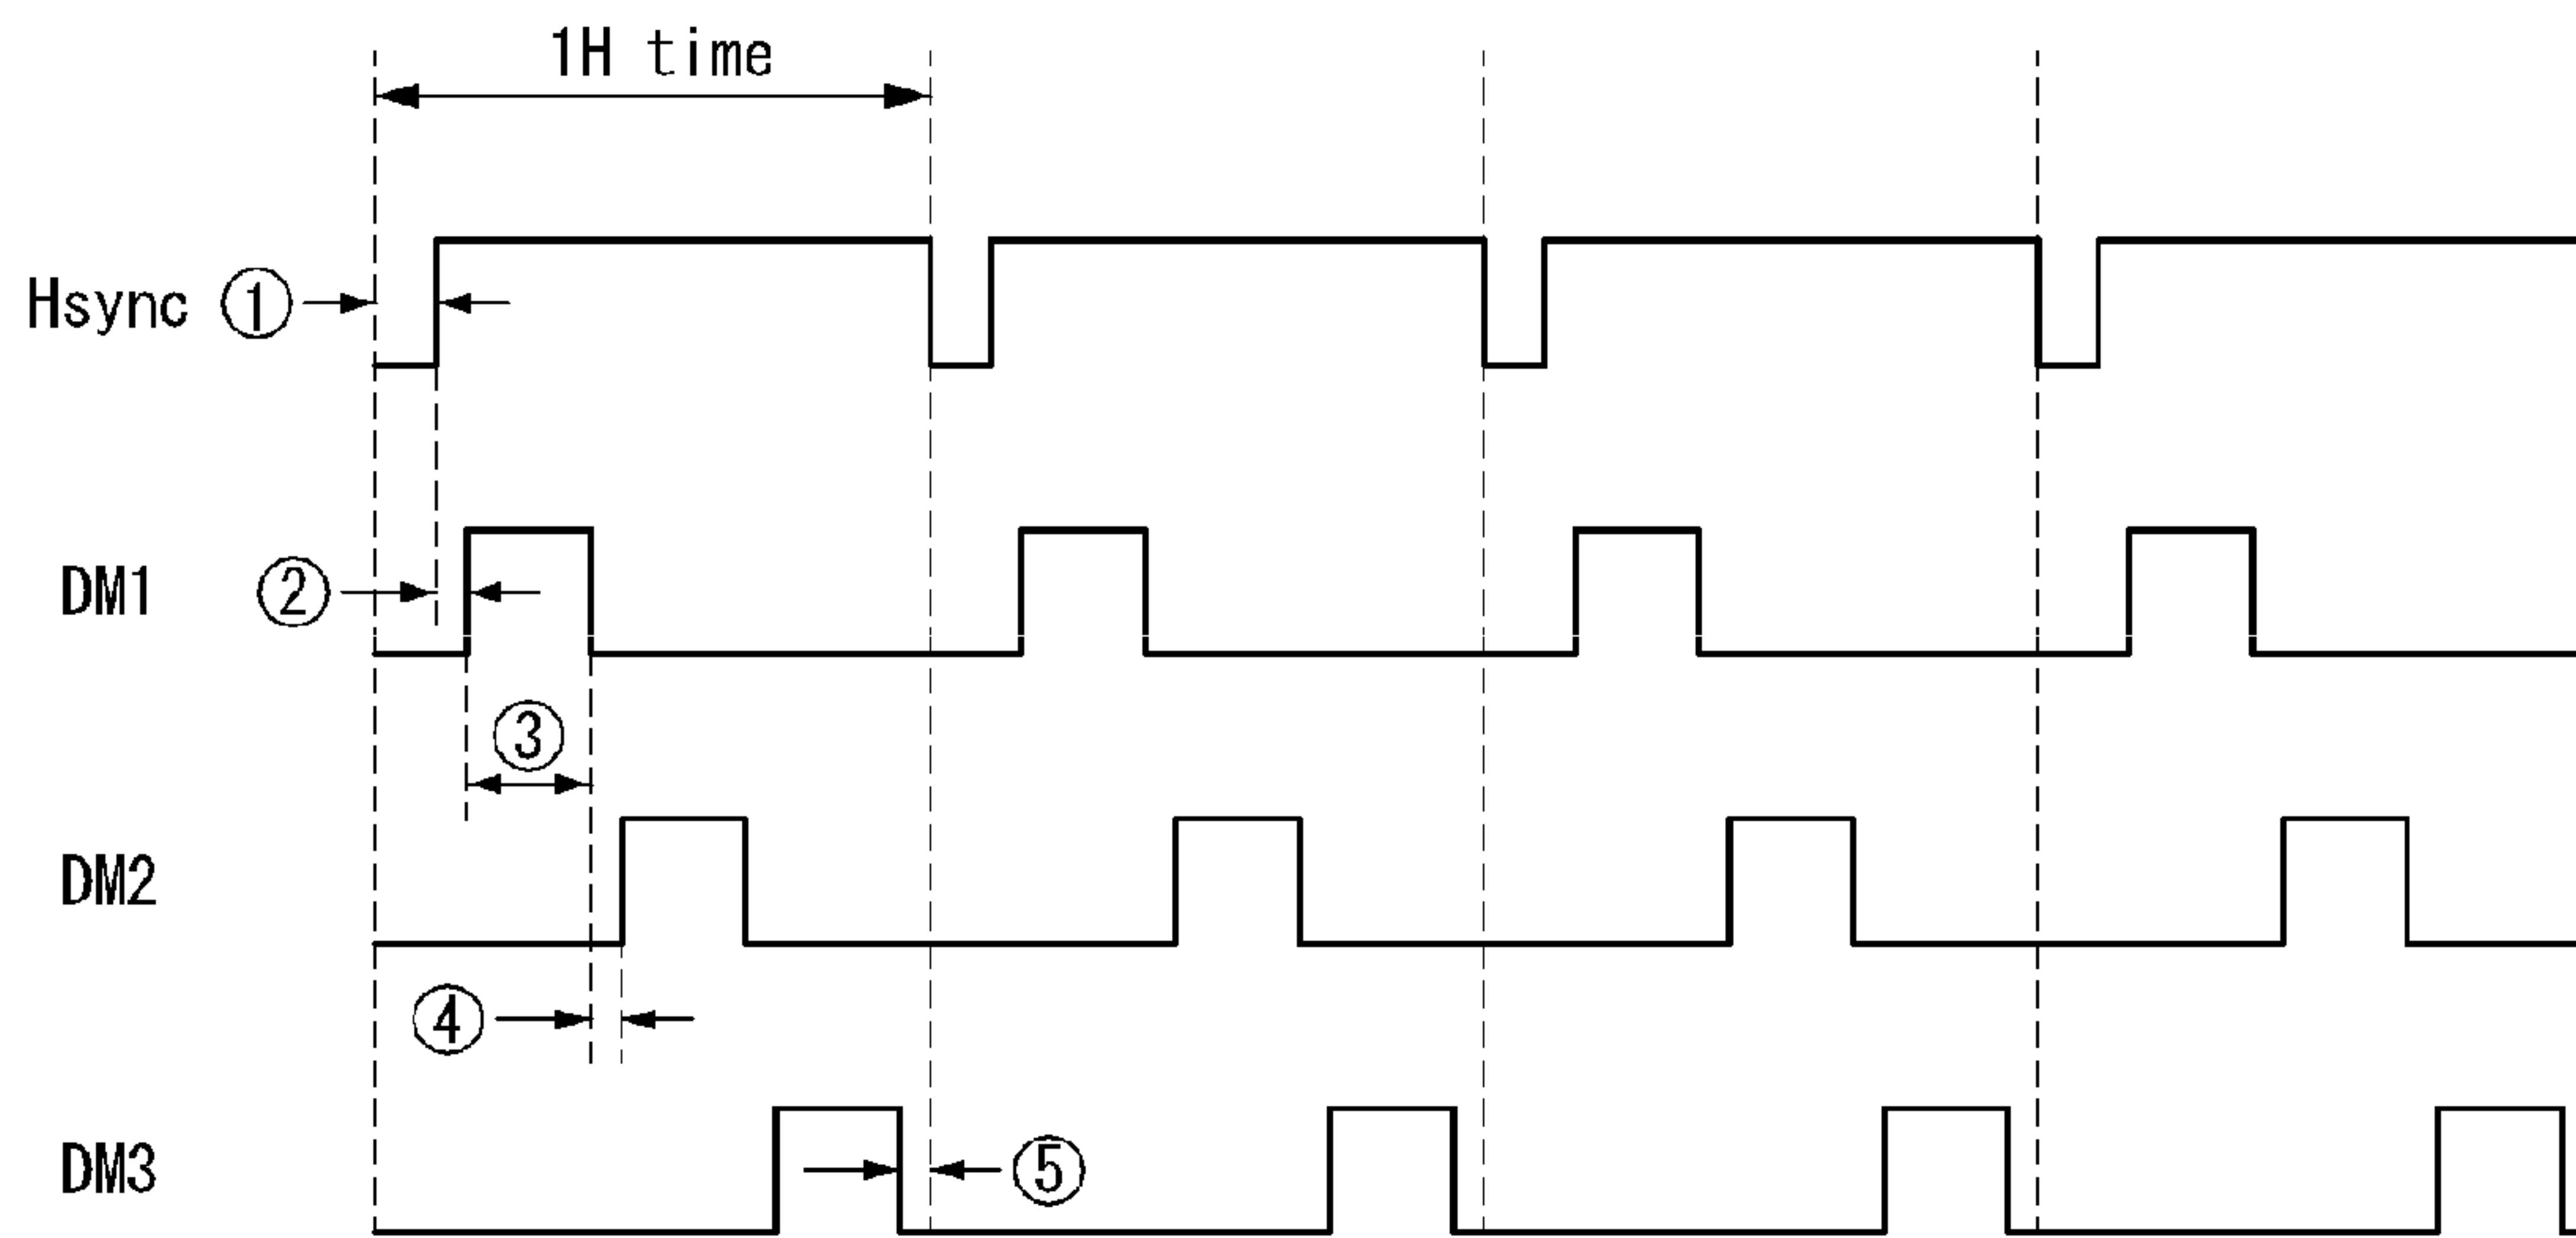 1H time
Hsync ①
DM1 ②
③
DM2
④
DM3 ⑤